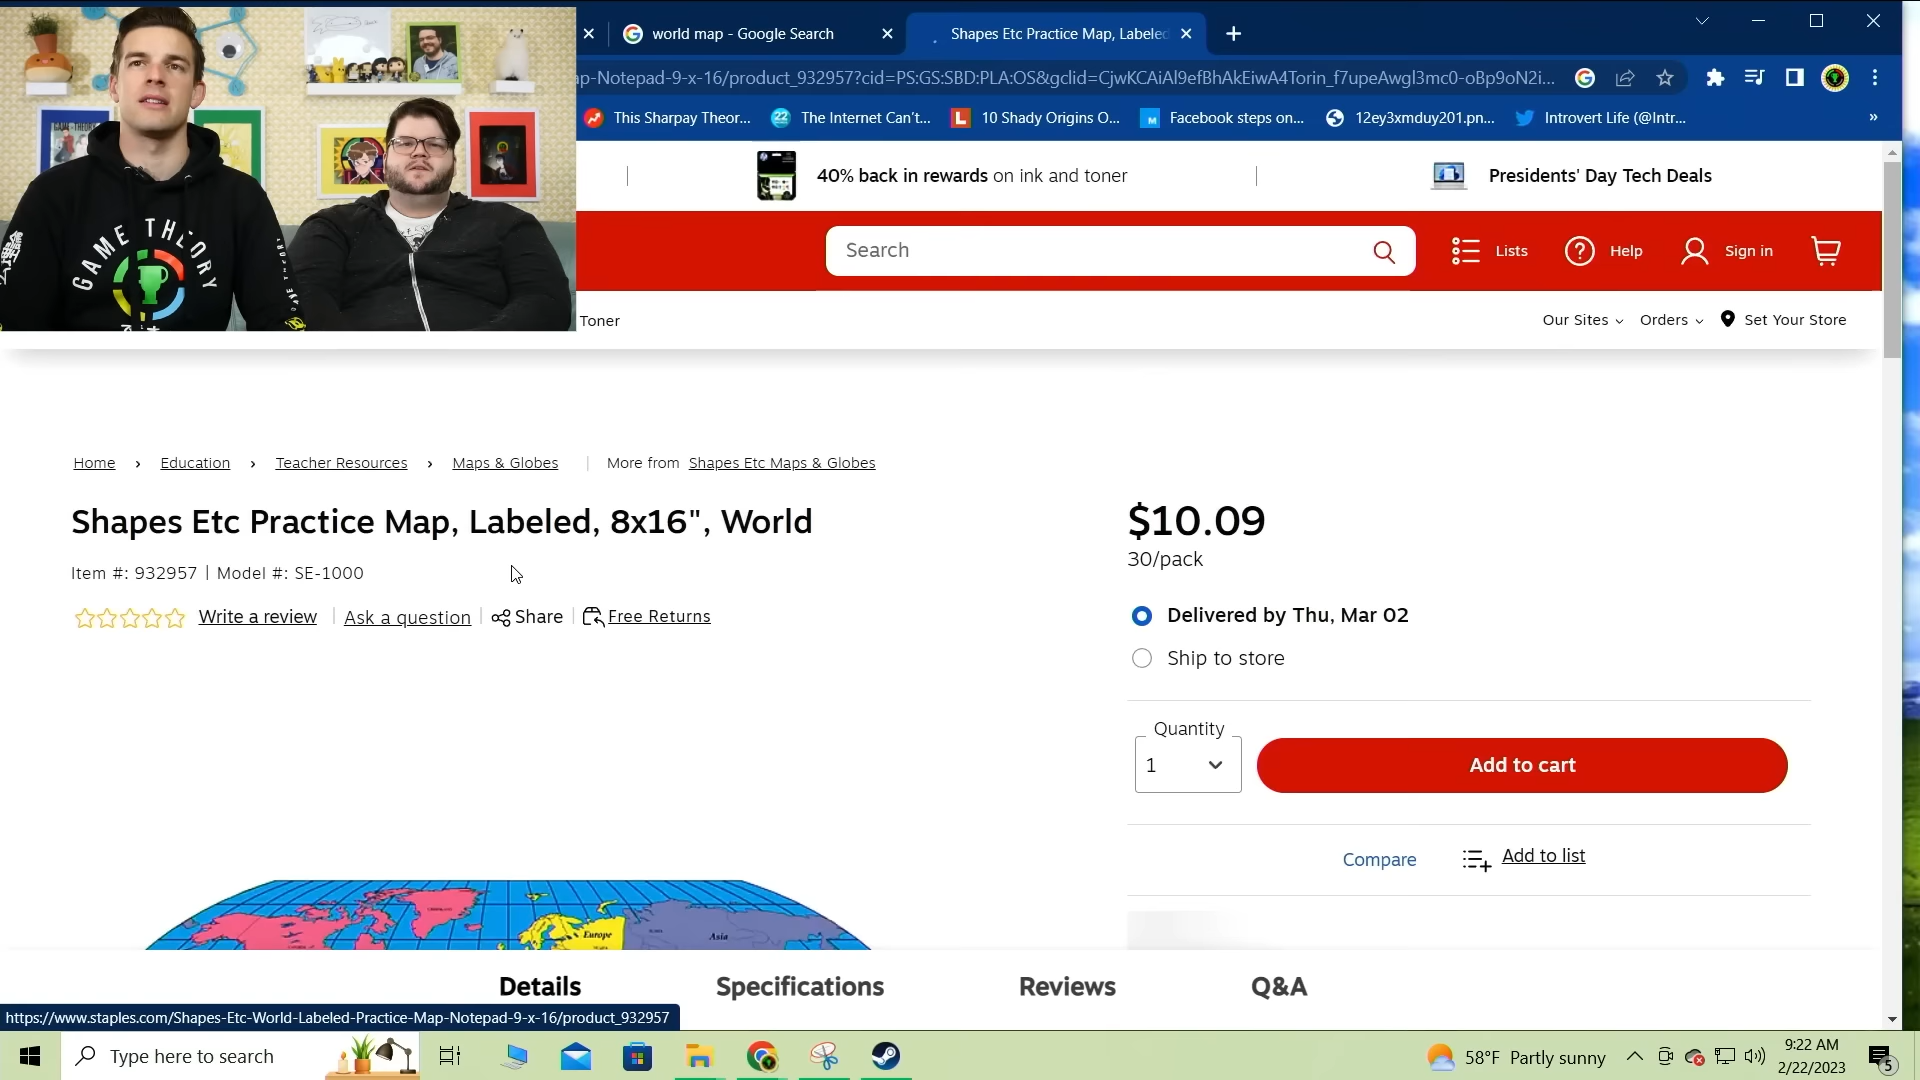 world map - Google Search
Shapes Etc Practice Map, Labeled
ap-Notepad-9-x-16/product_932957?cid=PS:GS:SBD:PLA:OS&gclid=CjwKCAiAl9efBhAkEiwA4Torin_f7upeAwgl3mc0-oBp9oN2i...
This Sharpay Theor...
The Internet Can't...
10 Shady Origins O...
Facebook steps on...
12ey3xmduy201.pn...
Introvert Life (@Intr...
»
40% back in rewards on ink and toner
Presidents' Day Tech Deals
Search
Lists
Help
Sign in
GAME THEORY
Toner
Our Sites
Orders
Set Your Store
Home › Education › Teacher Resources › Maps & Globes | More from Shapes Etc Maps & Globes
Shapes Etc Practice Map, Labeled, 8x16", World
Item #: 932957 | Model #: SE-1000
Write a review
Ask a question
Share
Free Returns
$10.09
30/pack
Delivered by Thu, Mar 02
Ship to store
Quantity
1
Add to cart
Compare
Add to list
Europe
Asia
Details
Specifications
Reviews
Q&A
https://www.staples.com/Shapes-Etc-World-Labeled-Practice-Map-Notepad-9-x-16/product_932957
Type here to search
58°F Partly sunny
9:22 AM
2/22/2023
5